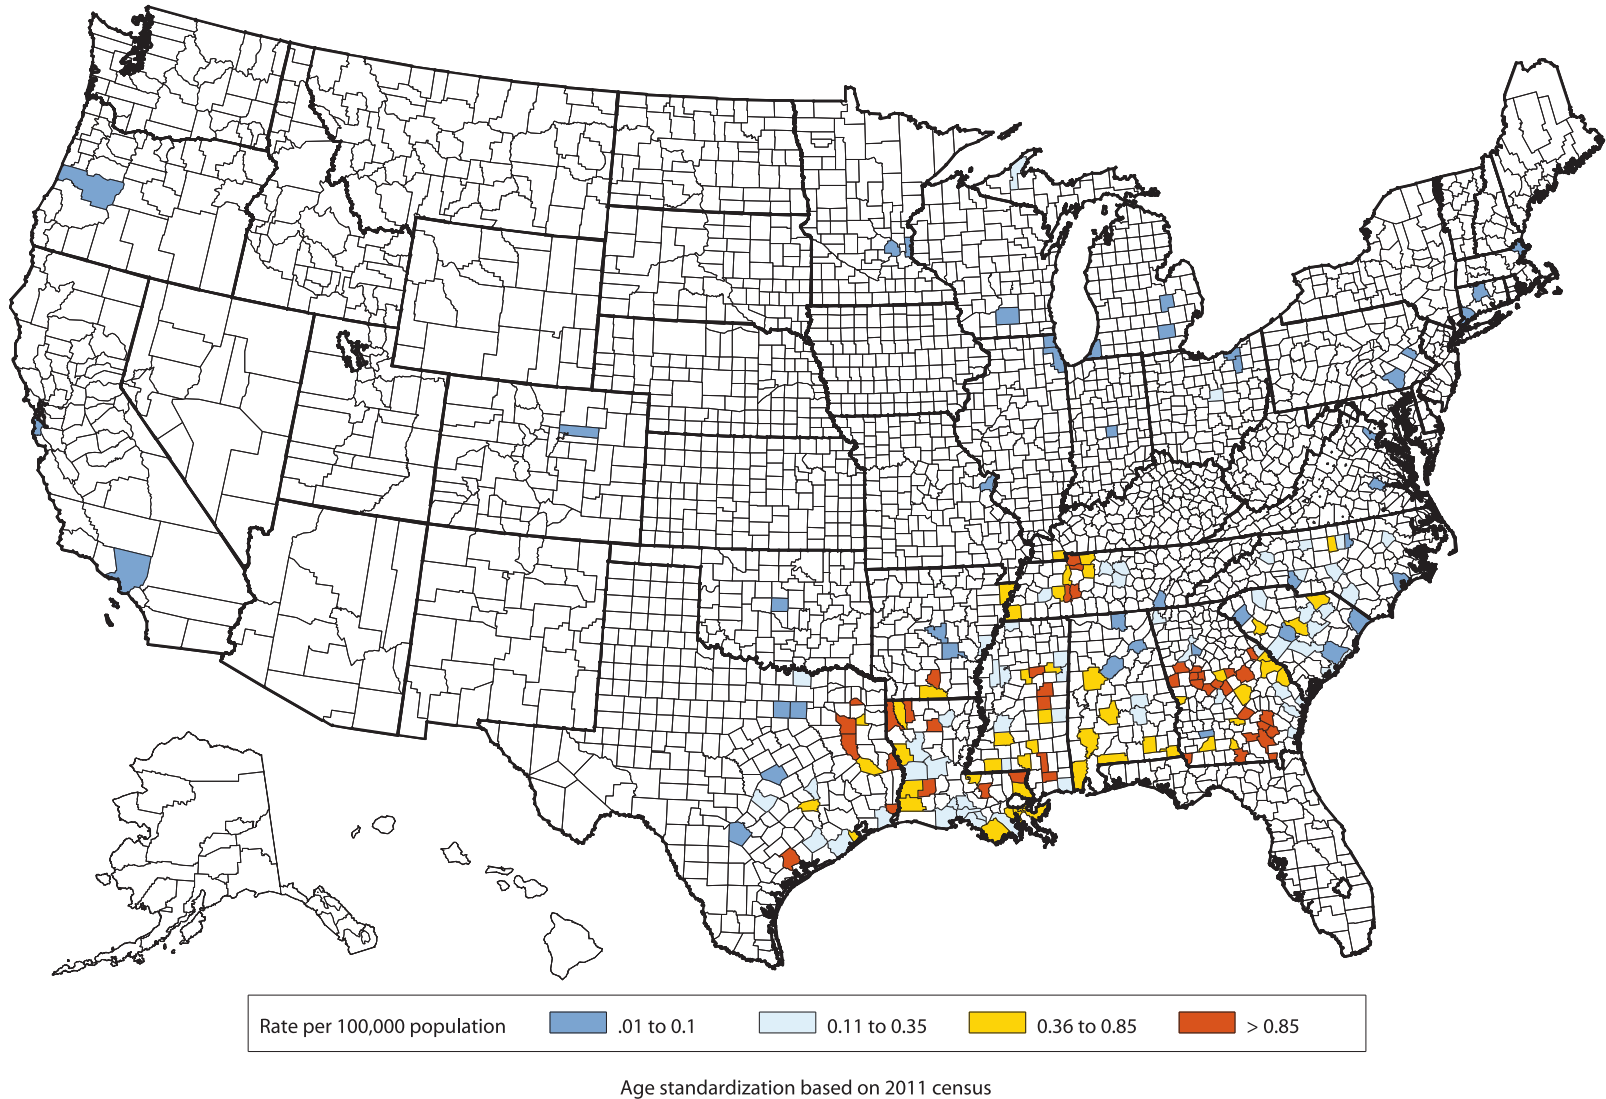 Rate per 100,000 population .01 to 0.1 0.11 to 0.35 0.36 to 0.85 > 0.85
Age standardization based on 2011 census